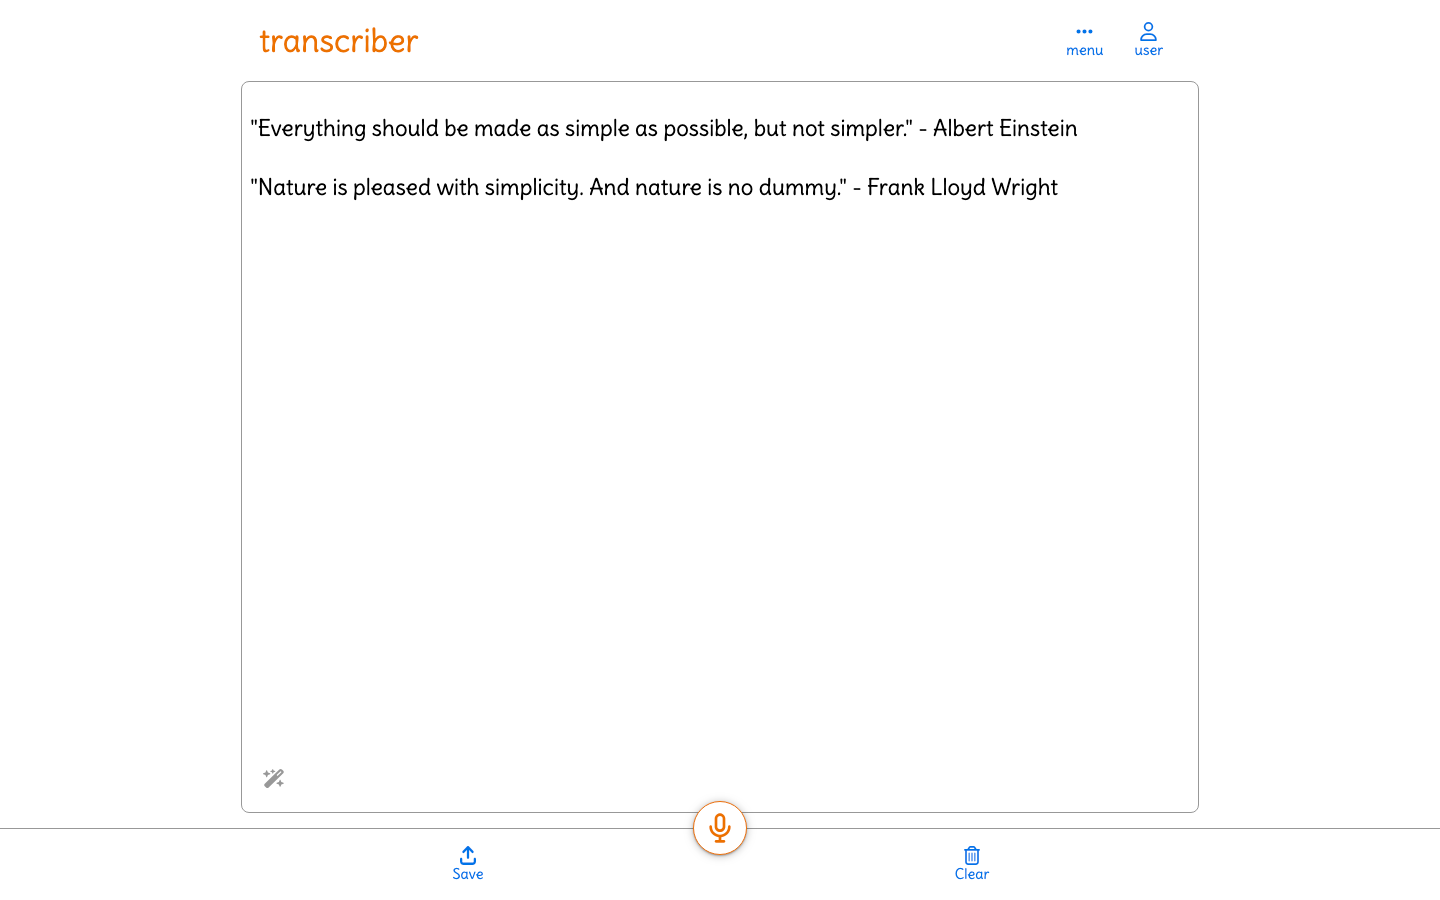 transcriber
menu
user
"Everything should be made as simple as possible, but not simpler." - Albert Einstein
"Nature is pleased with simplicity. And nature is no dummy." - Frank Lloyd Wright
Save
Clear